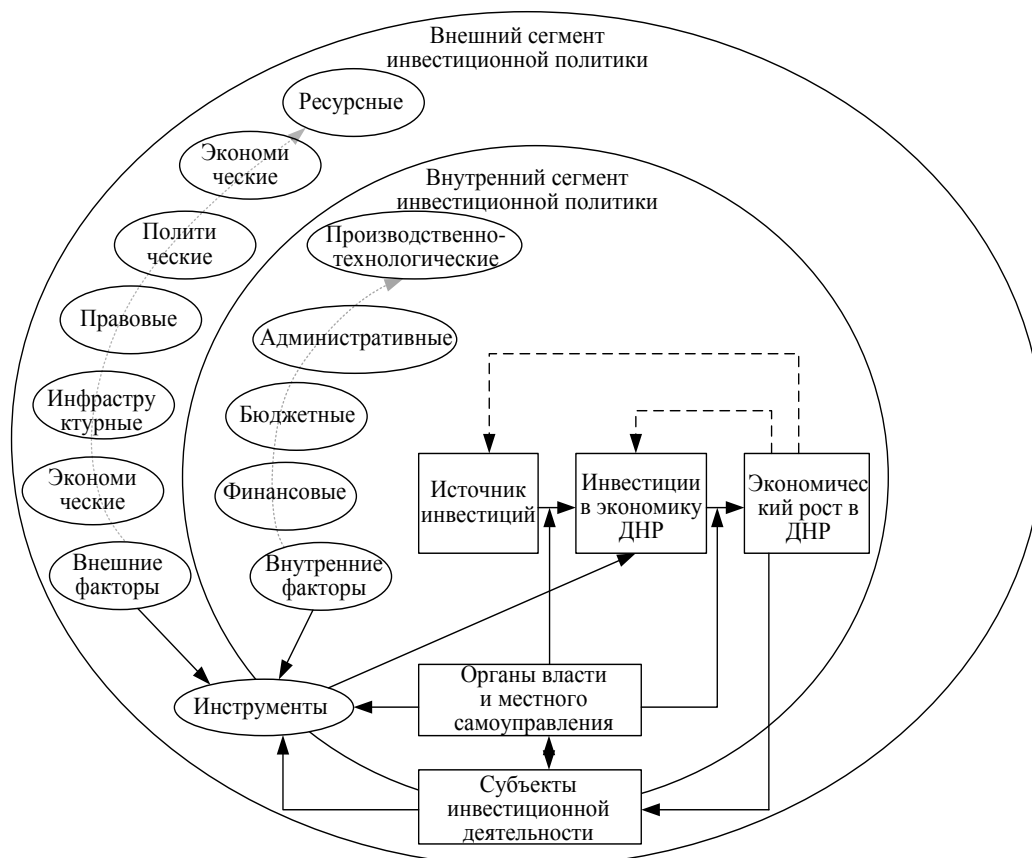 Внешний сегмент
инвестиционной политики
Ресурсные
Экономи
ческие
Полити
ческие
Правовые
Инфрастру
ктурные
Экономи
ческие
Внешние
факторы
Внутренний сегмент
инвестиционной политики
Производственно-
технологические
Административные
Бюджетные
Финансовые
Внутренние
факторы
Источник
инвестиций
Инвестиции
в экономику
ДНР
Экономичес
кий рост в
ДНР
Инструменты
Органы власти
и местного
самоуправления
Субъекты
инвестиционной
деятельности